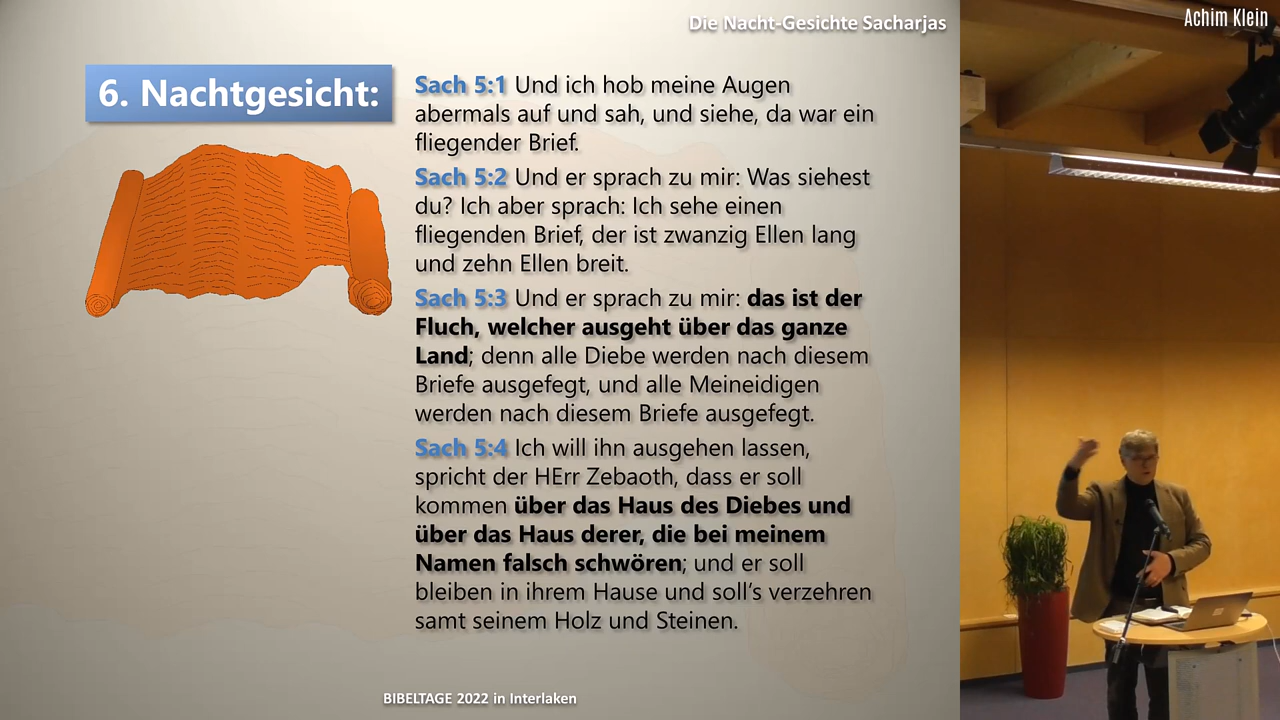 Die Nacht-Gesichte Sacharjas
Achim Klein
6. Nachtgesicht:
Sach 5:1 Und ich hob meine Augen
abermals auf und sah, und siehe, da war ein
fliegender Brief.
Sach 5:2 Und er sprach zu mir: Was siehest
du? Ich aber sprach: Ich sehe einen
fliegenden Brief, der ist zwanzig Ellen lang
und zehn Ellen breit.
Sach 5:3 Und er sprach zu mir: das ist der
Fluch, welcher ausgeht über das ganze
Land; denn alle Diebe werden nach diesem
Briefe ausgefegt, und alle Meineidigen
werden nach diesem Briefe ausgefegt.
Sach 5:4 Ich will ihn ausgehen lassen,
spricht der HErr Zebaoth, dass er soll
kommen über das Haus des Diebes und
über das Haus derer, die bei meinem
Namen falsch schwören; und er soll
bleiben in ihrem Hause und soll's verzehren
samt seinem Holz und Steinen.
BIBELTAGE 2022 in Interlaken